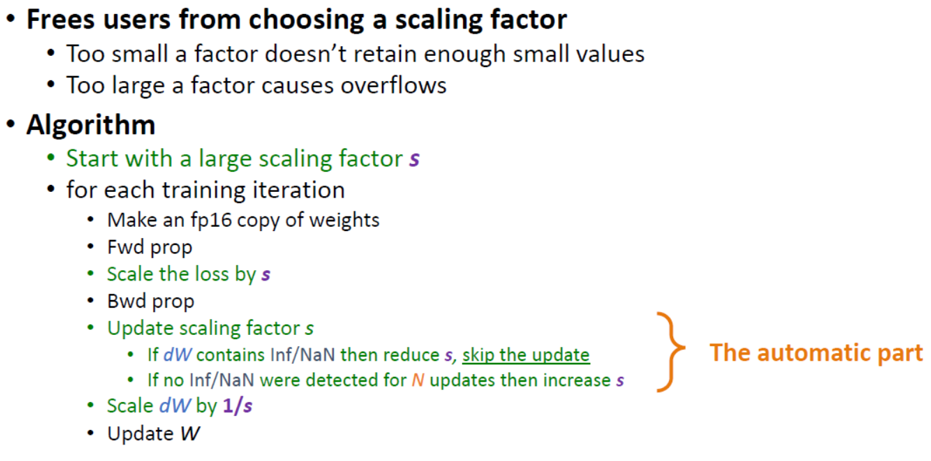 • Frees users from choosing a scaling factor
• Too small a factor doesn't retain enough small values
• Too large a factor causes overflows
• Algorithm
• Start with a large scaling factor s
• for each training iteration
• Make an fp16 copy of weights
• Fwd prop
• Scale the loss by s
• Bwd prop
• Update scaling factor s
• If dW contains Inf/NaN then reduce s, skip the update
• If no Inf/NaN were detected for N updates then increase s
The automatic part
• Scale dW by 1/s
• Update W